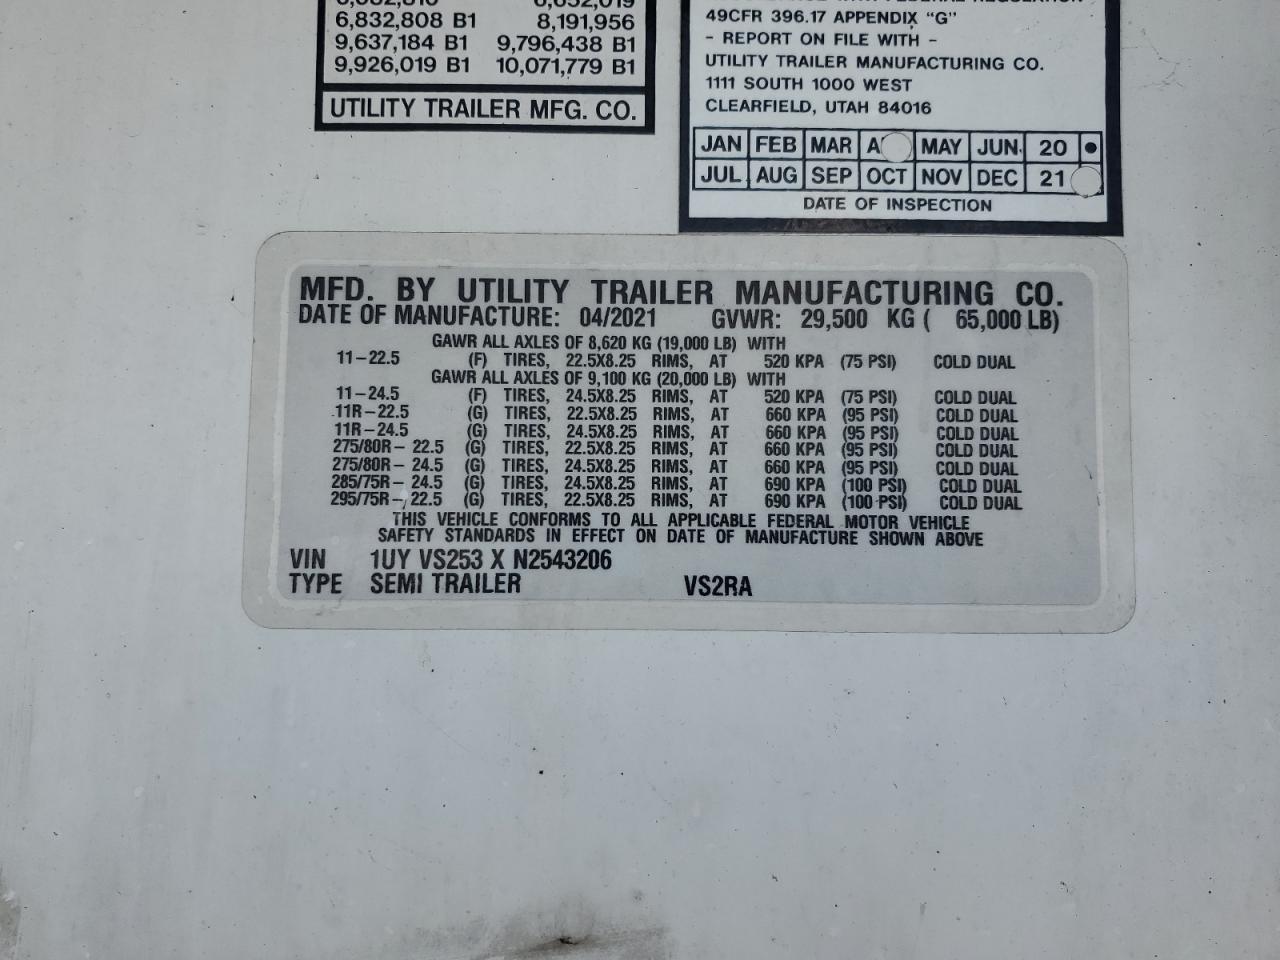 6,832,808 B1 8,191,956
9,637,184 B1 9,796,438 B1
9,926,019 B1 10,071,779 B1
UTILITY TRAILER MFG. CO.
49CFR 396.17 APPENDIX "G"
- REPORT ON FILE WITH -
UTILITY TRAILER MANUFACTURING CO.
1111 SOUTH 1000 WEST
CLEARFIELD, UTAH 84016
JAN FEB MAR A MAY JUN 20
JUL AUG SEP OCT NOV DEC 21
DATE OF INSPECTION
MFD. BY UTILITY TRAILER MANUFACTURING CO.
DATE OF MANUFACTURE: 04/2021 GVWR: 29,500 KG ( 65,000 LB)
GAWR ALL AXLES OF 8,620 KG (19,000 LB) WITH
11-22.5 (F) TIRES, 22.5X8.25 RIMS, AT 520 KPA (75 PSI) COLD DUAL
GAWR ALL AXLES OF 9,100 KG (20,000 LB) WITH
11-24.5 (F) TIRES, 24.5X8.25 RIMS, AT 520 KPA (75 PSI) COLD DUAL
11R-22.5 (G) TIRES, 22.5X8.25 RIMS, AT 660 KPA (95 PSI) COLD DUAL
11R-24.5 (G) TIRES, 24.5X8.25 RIMS, AT 660 KPA (95 PSI) COLD DUAL
275/80R- 22.5 (G) TIRES, 22.5X8.25 RIMS, AT 660 KPA (95 PSI) COLD DUAL
275/80R- 24.5 (G) TIRES, 24.5X8.25 RIMS, AT 660 KPA (95 PSI) COLD DUAL
285/75R- 24.5 (G) TIRES, 24.5X8.25 RIMS, AT 690 KPA (100 PSI) COLD DUAL
295/75R- 22.5 (G) TIRES, 22.5X8.25 RIMS, AT 690 KPA (100 PSI) COLD DUAL
THIS VEHICLE CONFORMS TO ALL APPLICABLE FEDERAL MOTOR VEHICLE
SAFETY STANDARDS IN EFFECT ON DATE OF MANUFACTURE SHOWN ABOVE
VIN 1UY VS253 X N2543206
TYPE SEMI TRAILER VS2RA